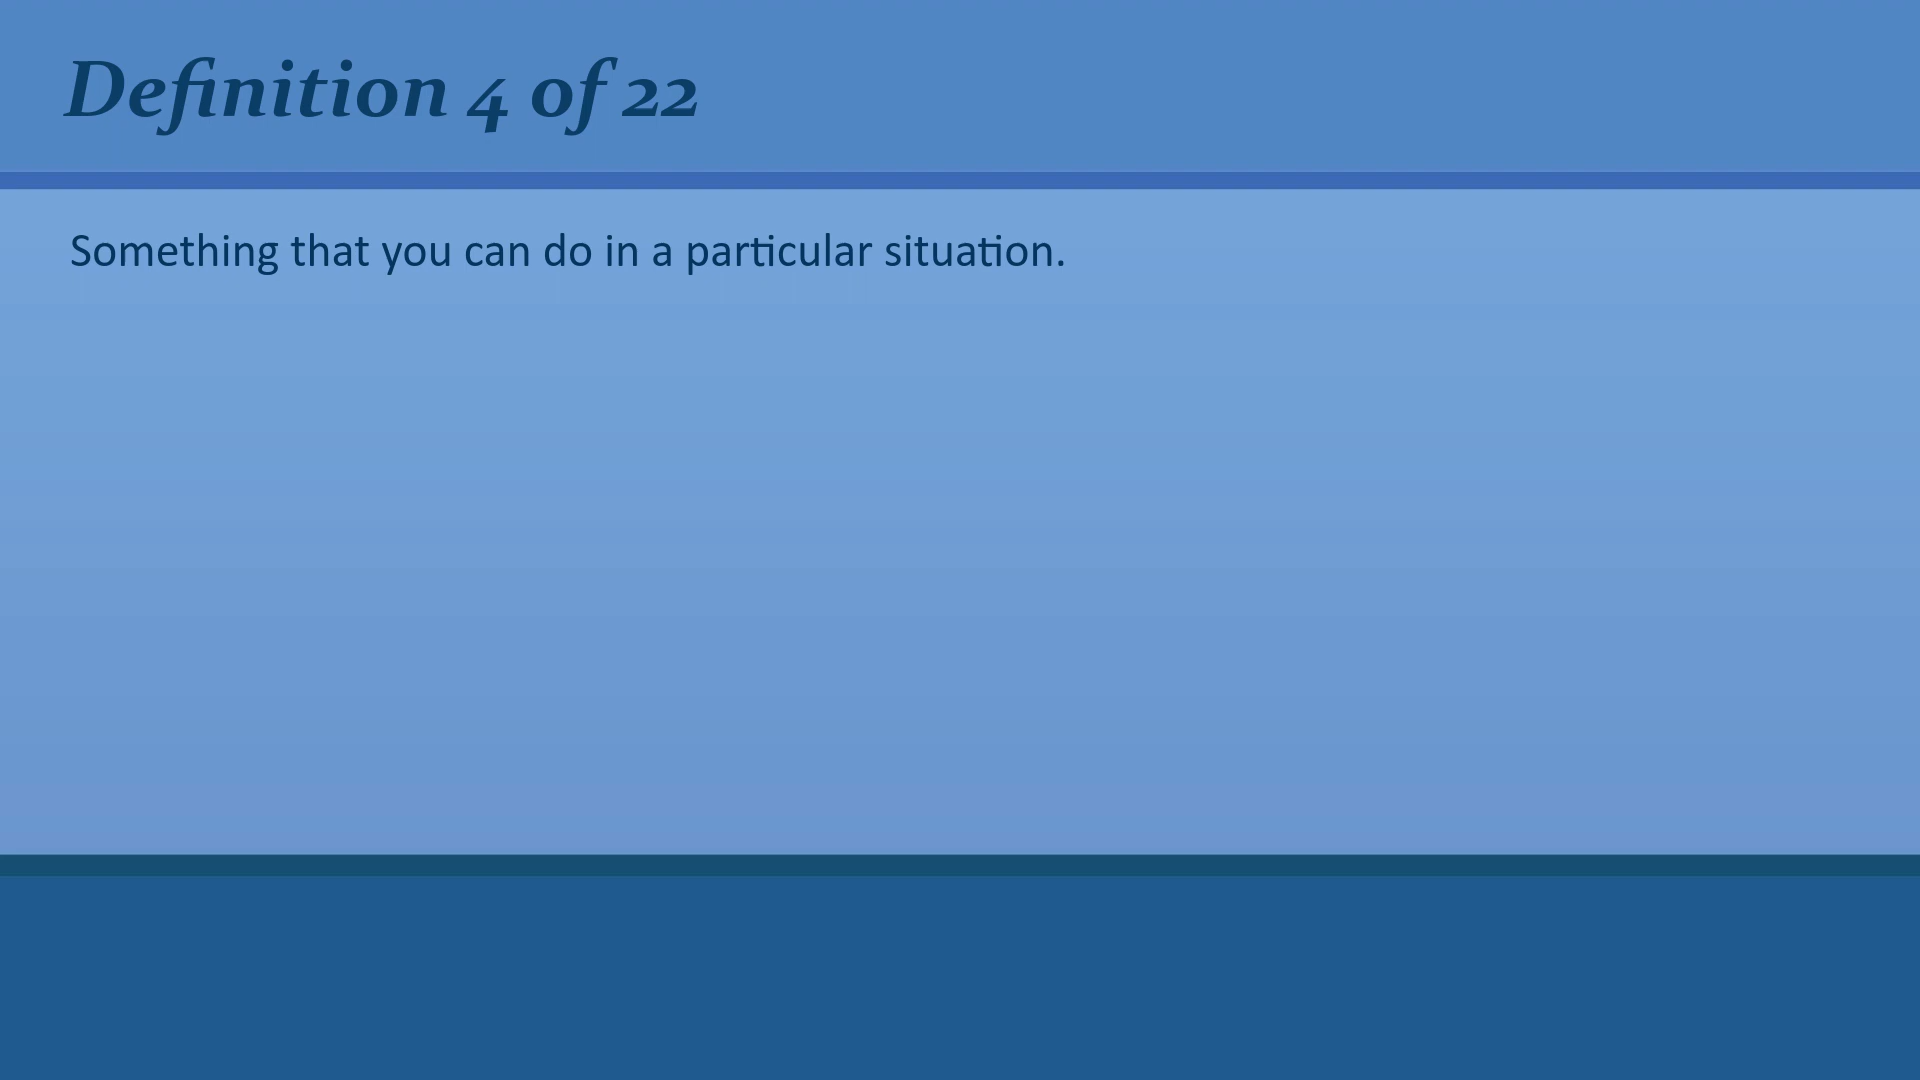 Definition 4 of 22
Something that you can do in a particular situation.